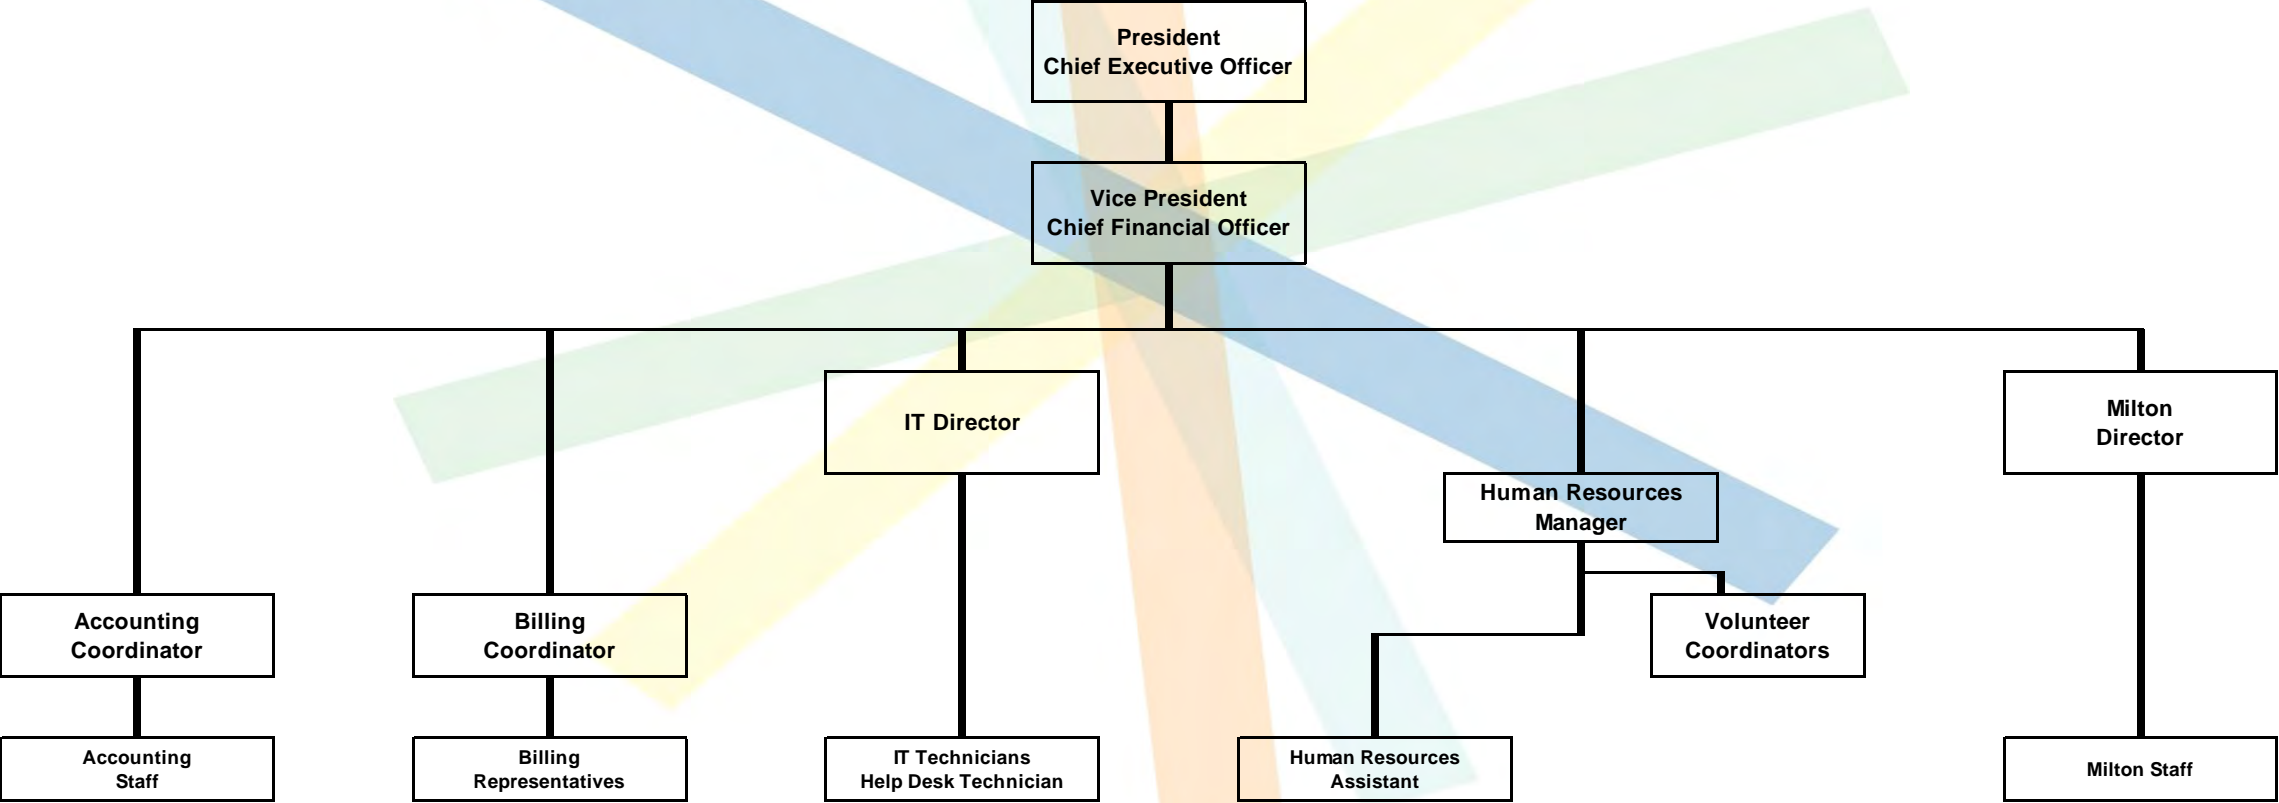 President
Chief Executive Officer
Vice President
Chief Financial Officer
IT Director
Milton
Director
Human Resources
Manager
Accounting
Coordinator
Billing
Coordinator
Volunteer
Coordinators
Accounting
Staff
Billing
Representatives
IT Technicians
Help Desk Technician
Human Resources
Assistant
Milton Staff